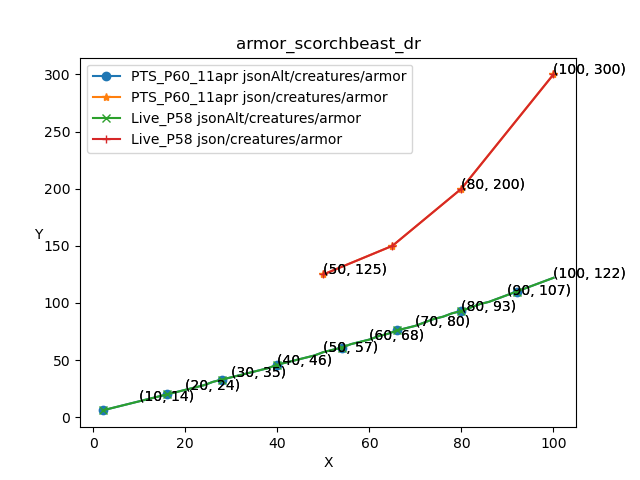 armor_scorchbeast_dr
PTS_P60_11apr jsonAlt/creatures/armor
PTS_P60_11apr json/creatures/armor
Live_P58 jsonAlt/creatures/armor
Live_P58 json/creatures/armor
Y
300
250
200
150
100
50
0
(100, 300)
(80, 200)
(50, 125)
(100, 122)
(90, 107)
(80, 93)
(70, 80)
(60, 68)
(50, 57)
(40, 46)
(30, 35)
(20, 24)
(10, 14)
0 20 40 60 80 100
X